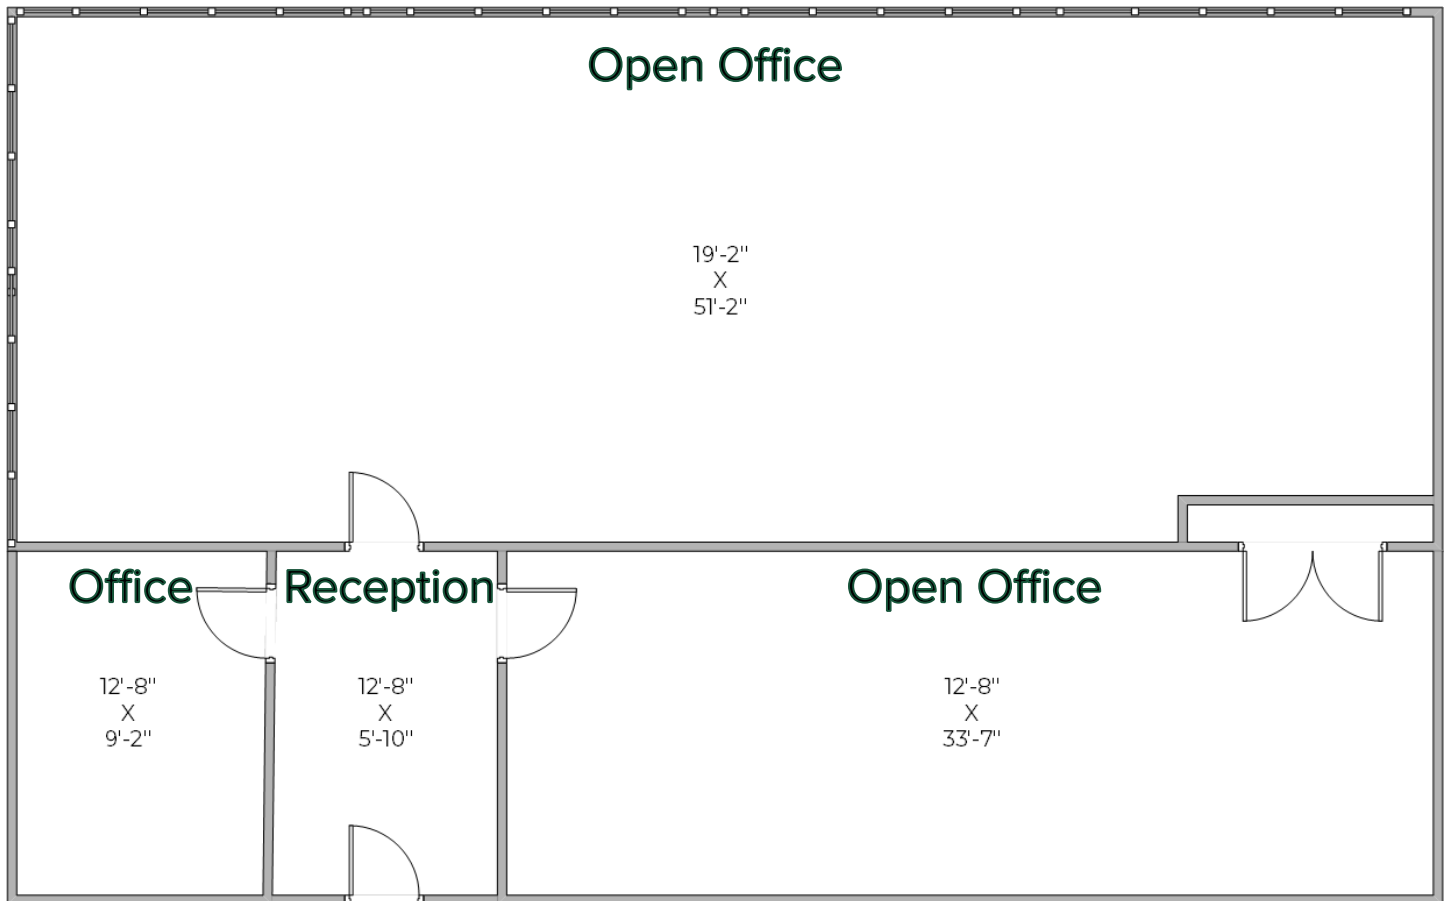 Open Office
19'-2"
X
51'-2"
Office
Reception
Open Office
12'-8"
X
9'-2"
12'-8"
X
5'-10"
12'-8"
X
33'-7"